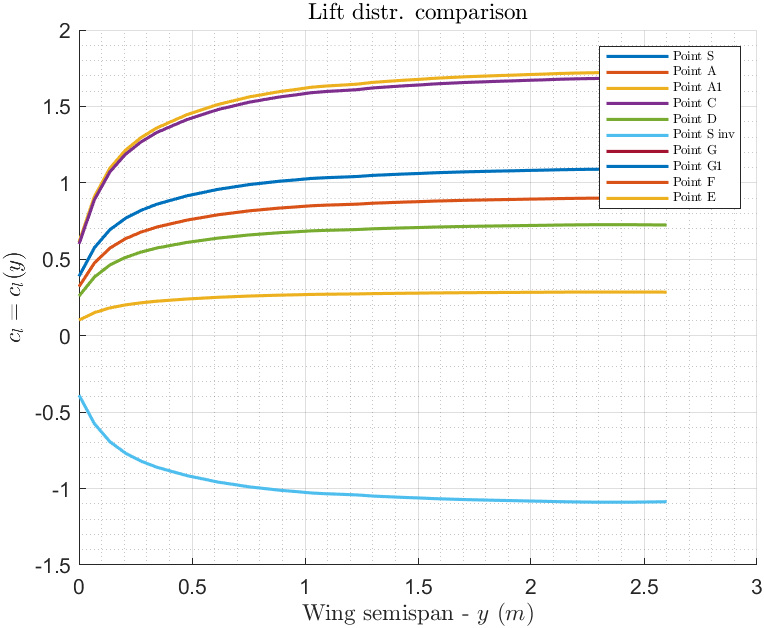 Lift distr. comparison
2
1.5
1
0.5
0
-0.5
-1
-1.5
c_l = c_l(y)
Point S
Point A
Point A1
Point C
Point D
Point S inv
Point G
Point G1
Point F
Point E
0 0.5 1 1.5 2 2.5 3
Wing semispan - y (m)